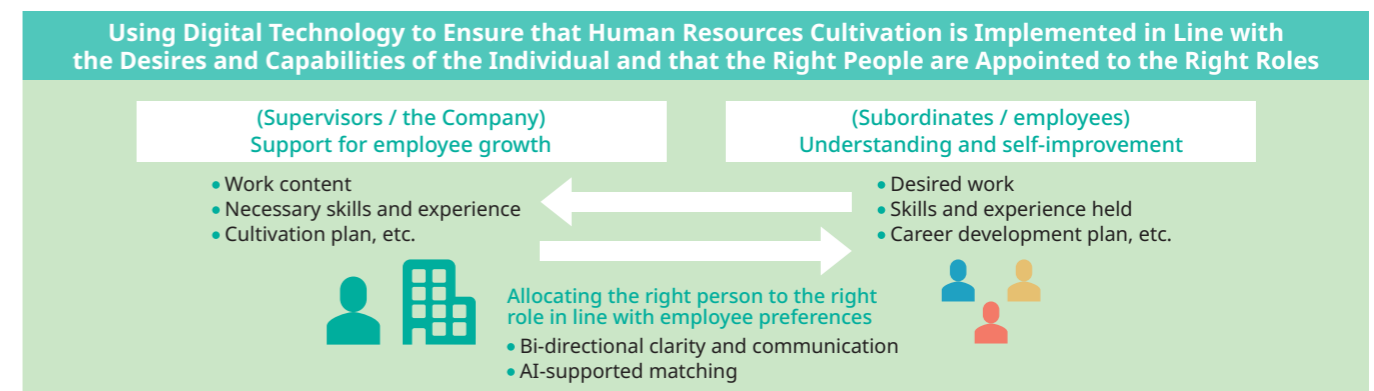 Using Digital Technology to Ensure that Human Resources Cultivation is Implemented in Line with
the Desires and Capabilities of the Individual and that the Right People are Appointed to the Right Roles
(Supervisors / the Company)
Support for employee growth
• Work content
• Necessary skills and experience
• Cultivation plan, etc.
(Subordinates / employees)
Understanding and self-improvement
• Desired work
• Skills and experience held
• Career development plan, etc.
Allocating the right person to the right
role in line with employee preferences
• Bi-directional clarity and communication
• AI-supported matching